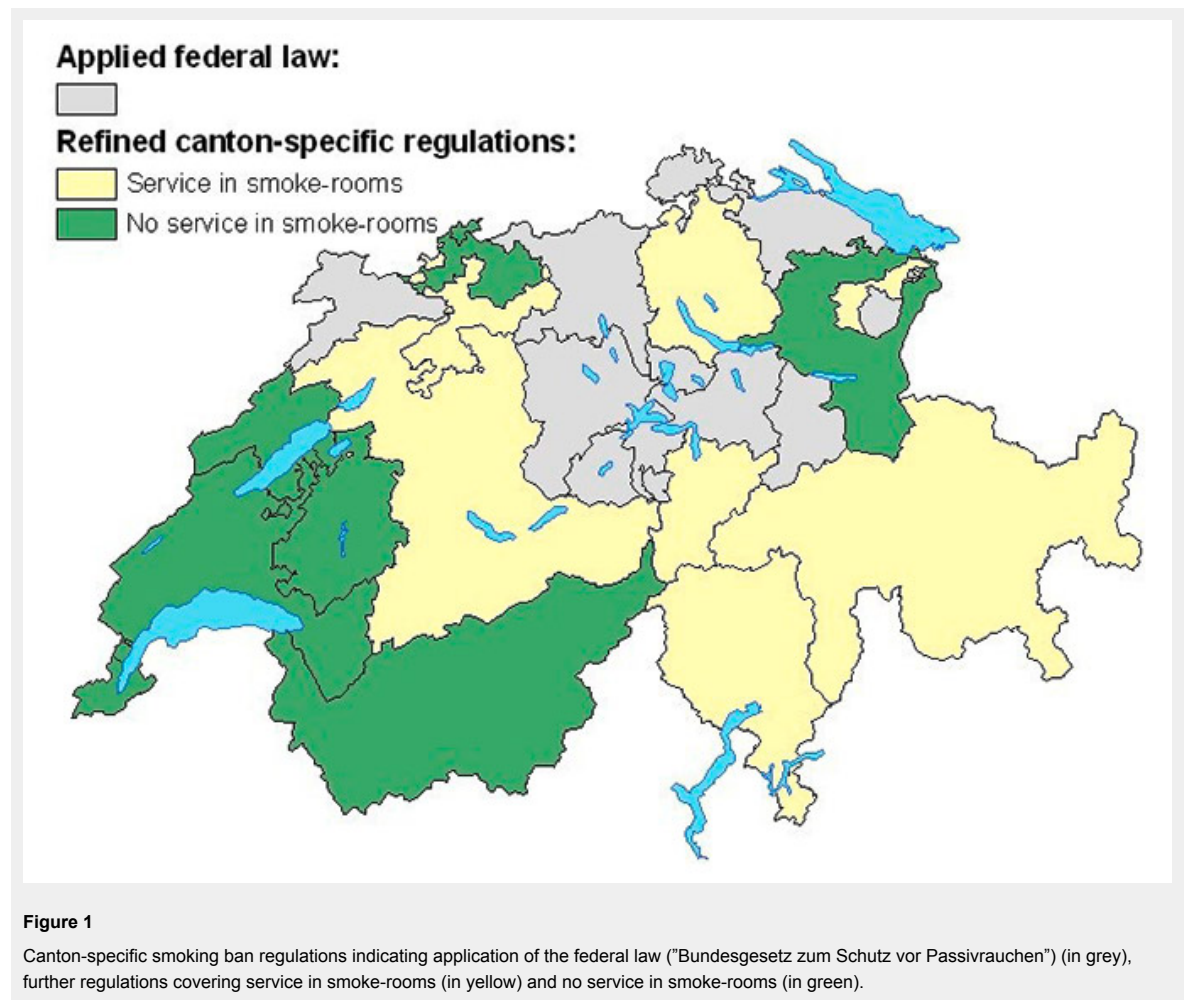 Applied federal law:
Refined canton-specific regulations:
Service in smoke-rooms
No service in smoke-rooms
Figure 1
Canton-specific smoking ban regulations indicating application of the federal law ("Bundesgesetz zum Schutz vor Passivrauchen") (in grey),
further regulations covering service in smoke-rooms (in yellow) and no service in smoke-rooms (in green).